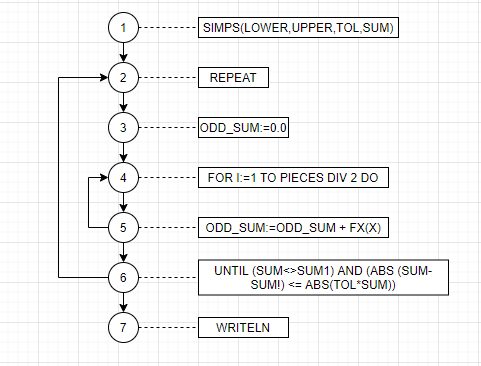 1
SIMPS(LOWER,UPPER,TOL,SUM)
2
REPEAT
3
ODD_SUM:=0.0
4
FOR I:=1 TO PIECES DIV 2 DO
5
ODD_SUM:=ODD_SUM + FX(X)
6
UNTIL (SUM<>SUM1) AND (ABS (SUM-
SUM!) <= ABS(TOL*SUM))
7
WRITELN